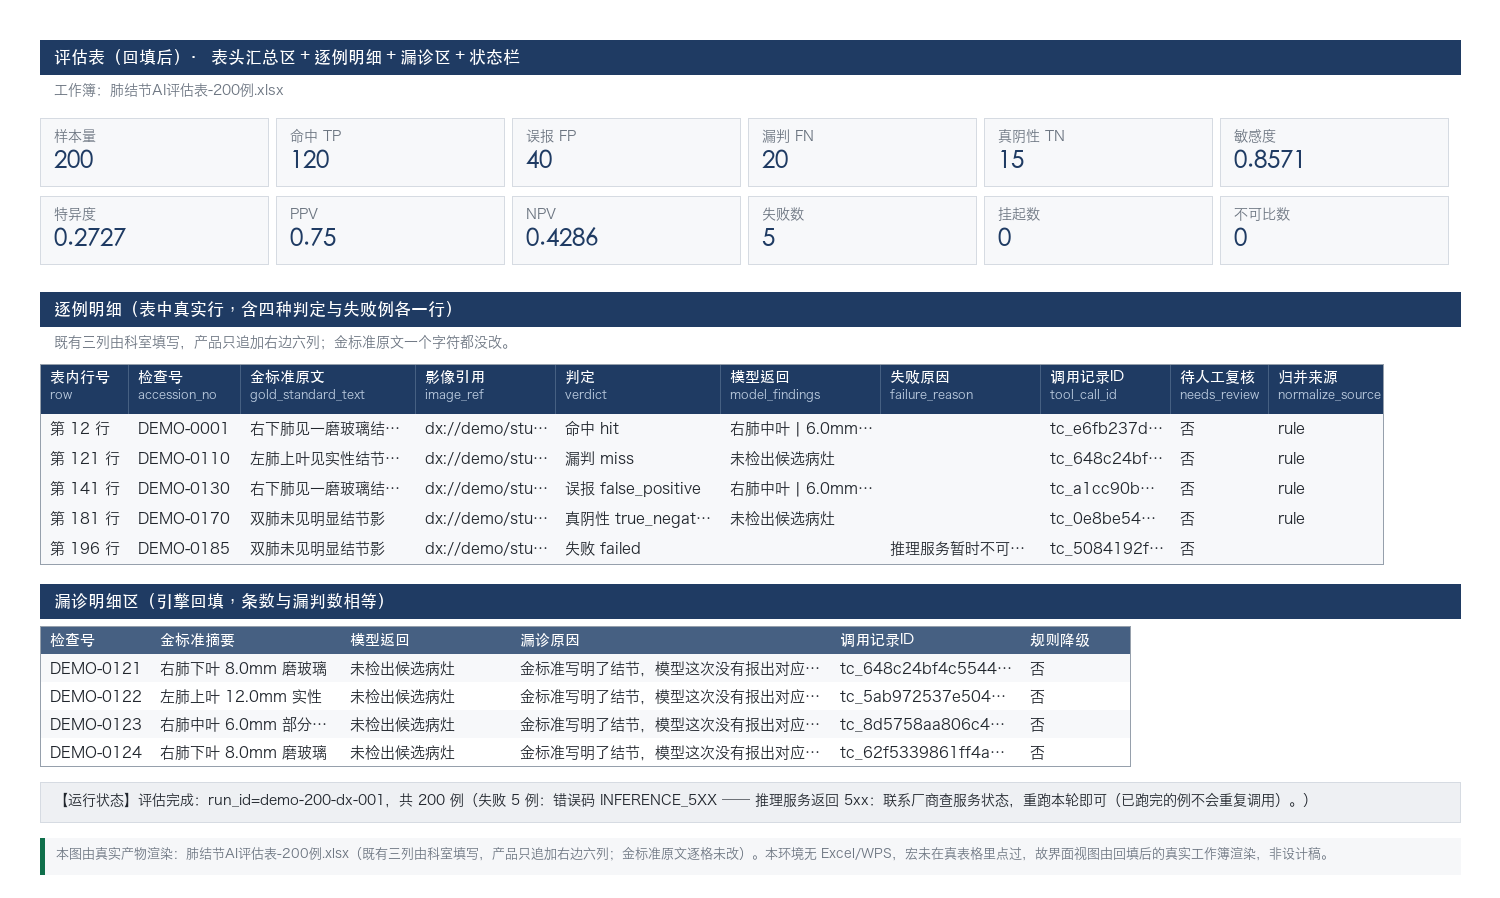 评估表（回填后）· 表头汇总区+逐例明细+漏诊区+状态栏
工作簿：肺结节AI评估表-200例.xlsx
样本量 命中 TP 误报 FP 漏判 FN 真阴性 TN 敏感度
200 120 40 20 15 0.8571
特异度 PPV NPV 失败数 挂起数 不可比数
0.2727 0.75 0.4286 5 0 0
逐例明细（表中真实行，含四种判定与失败例各一行）
既有三列由科室填写，产品只追加右边六列；金标准原文一个字符都没改。
表内行号 检查号 金标准原文 影像引用 判定 模型返回 失败原因 调用记录ID 待人工复核 归并来源
row accession_no gold_standard_text image_ref verdict model_findings failure_reason tool_call_id needs_review normalize_source
第 12 行 DEMO-0001 右下肺见一磨玻璃结… dx://demo/stu… 命中 hit 右肺中叶 | 6.0mm… tc_e6fb237d… 否 rule
第 121 行 DEMO-0110 左肺上叶见实性结节… dx://demo/stu… 漏判 miss 未检出候选病灶 tc_648c24bf… 否 rule
第 141 行 DEMO-0130 右下肺见一磨玻璃结… dx://demo/stu… 误报 false_positive 右肺中叶 | 6.0mm… tc_a1cc90b… 否 rule
第 181 行 DEMO-0170 双肺未见明显结节影 dx://demo/stu… 真阴性 true_negat… 未检出候选病灶 tc_0e8be54… 否 rule
第 196 行 DEMO-0185 双肺未见明显结节影 dx://demo/stu… 失败 failed 推理服务暂时不可… tc_5084192f… 否
漏诊明细区（引擎回填，条数与漏判数相等）
检查号 金标准摘要 模型返回 漏诊原因 调用记录ID 规则降级
DEMO-0121 右肺下叶 8.0mm 磨玻璃 未检出候选病灶 金标准写明了结节，模型这次没有报出对应… tc_648c24bf4c5544… 否
DEMO-0122 左肺上叶 12.0mm 实性 未检出候选病灶 金标准写明了结节，模型这次没有报出对应… tc_5ab972537e504… 否
DEMO-0123 右肺中叶 6.0mm 部分… 未检出候选病灶 金标准写明了结节，模型这次没有报出对应… tc_8d5758aa806c4… 否
DEMO-0124 右肺下叶 8.0mm 磨玻璃 未检出候选病灶 金标准写明了结节，模型这次没有报出对应… tc_62f5339861ff4a… 否
【运行状态】评估完成：run_id=demo-200-dx-001，共 200 例（失败 5 例：错误码 INFERENCE_5XX —— 推理服务返回 5xx：联系厂商查服务状态，重跑本轮即可（已跑完的例不会重复调用）。）
本图由真实产物渲染：肺结节AI评估表-200例.xlsx（既有三列由科室填写，产品只追加右边六列；金标准原文逐格未改）。本环境无 Excel/WPS，宏未在真表格里点过，故界面视图由回填后的真实工作簿渲染，非设计稿。